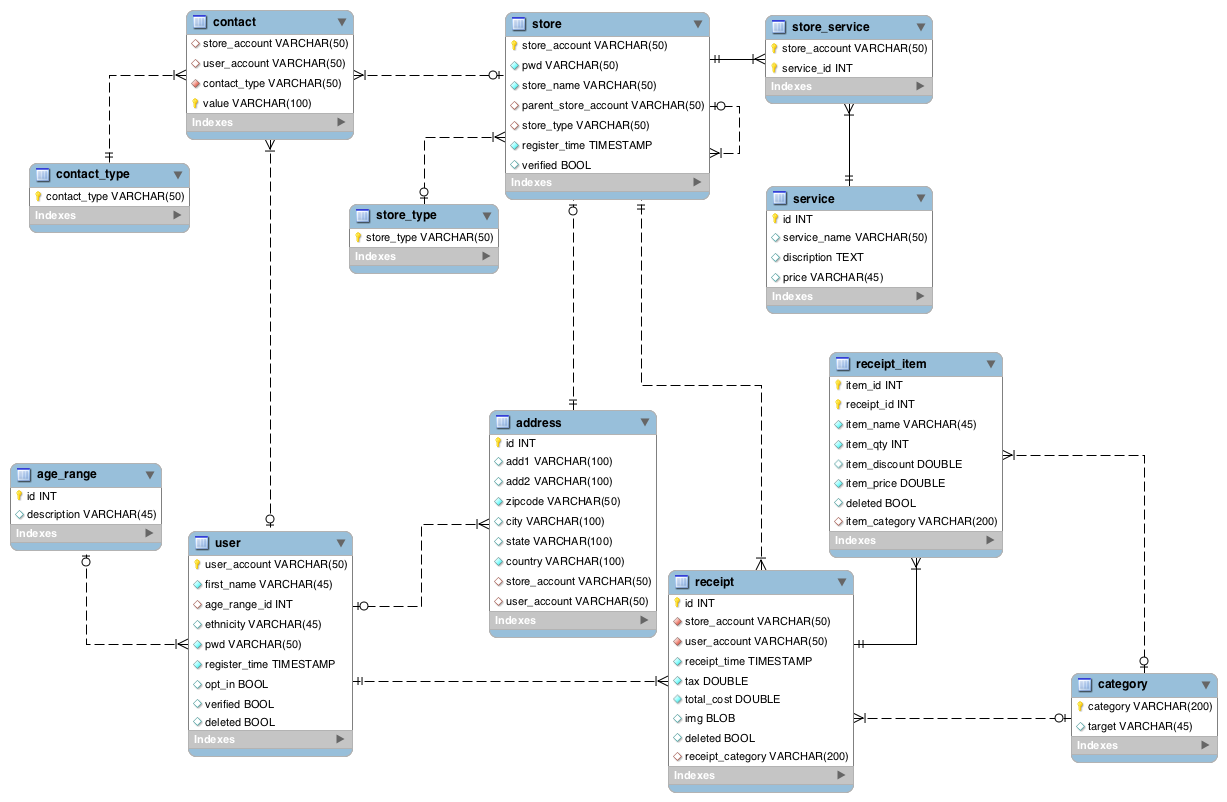 contact
store_account VARCHAR(50)
user_account VARCHAR(50)
contact_type VARCHAR(50)
value VARCHAR(100)
Indexes
store
store_account VARCHAR(50)
pwd VARCHAR(50)
store_name VARCHAR(50)
parent_store_account VARCHAR(50)
store_type VARCHAR(50)
register_time TIMESTAMP
verified BOOL
Indexes
store_service
store_account VARCHAR(50)
service_id INT
Indexes
contact_type
contact_type VARCHAR(50)
Indexes
store_type
store_type VARCHAR(50)
Indexes
service
id INT
service_name VARCHAR(50)
discription TEXT
price VARCHAR(45)
Indexes
receipt_item
item_id INT
receipt_id INT
item_name VARCHAR(45)
item_qty INT
item_discount DOUBLE
item_price DOUBLE
deleted BOOL
item_category VARCHAR(200)
Indexes
address
id INT
add1 VARCHAR(100)
add2 VARCHAR(100)
zipcode VARCHAR(50)
city VARCHAR(100)
state VARCHAR(100)
country VARCHAR(100)
store_account VARCHAR(50)
user_account VARCHAR(50)
Indexes
age_range
id INT
description VARCHAR(45)
Indexes
user
user_account VARCHAR(50)
first_name VARCHAR(45)
age_range_id INT
ethnicity VARCHAR(45)
pwd VARCHAR(50)
register_time TIMESTAMP
opt_in BOOL
verified BOOL
deleted BOOL
Indexes
receipt
id INT
store_account VARCHAR(50)
user_account VARCHAR(50)
receipt_time TIMESTAMP
tax DOUBLE
total_cost DOUBLE
img BLOB
deleted BOOL
receipt_category VARCHAR(200)
Indexes
category
category VARCHAR(200)
target VARCHAR(45)
Indexes